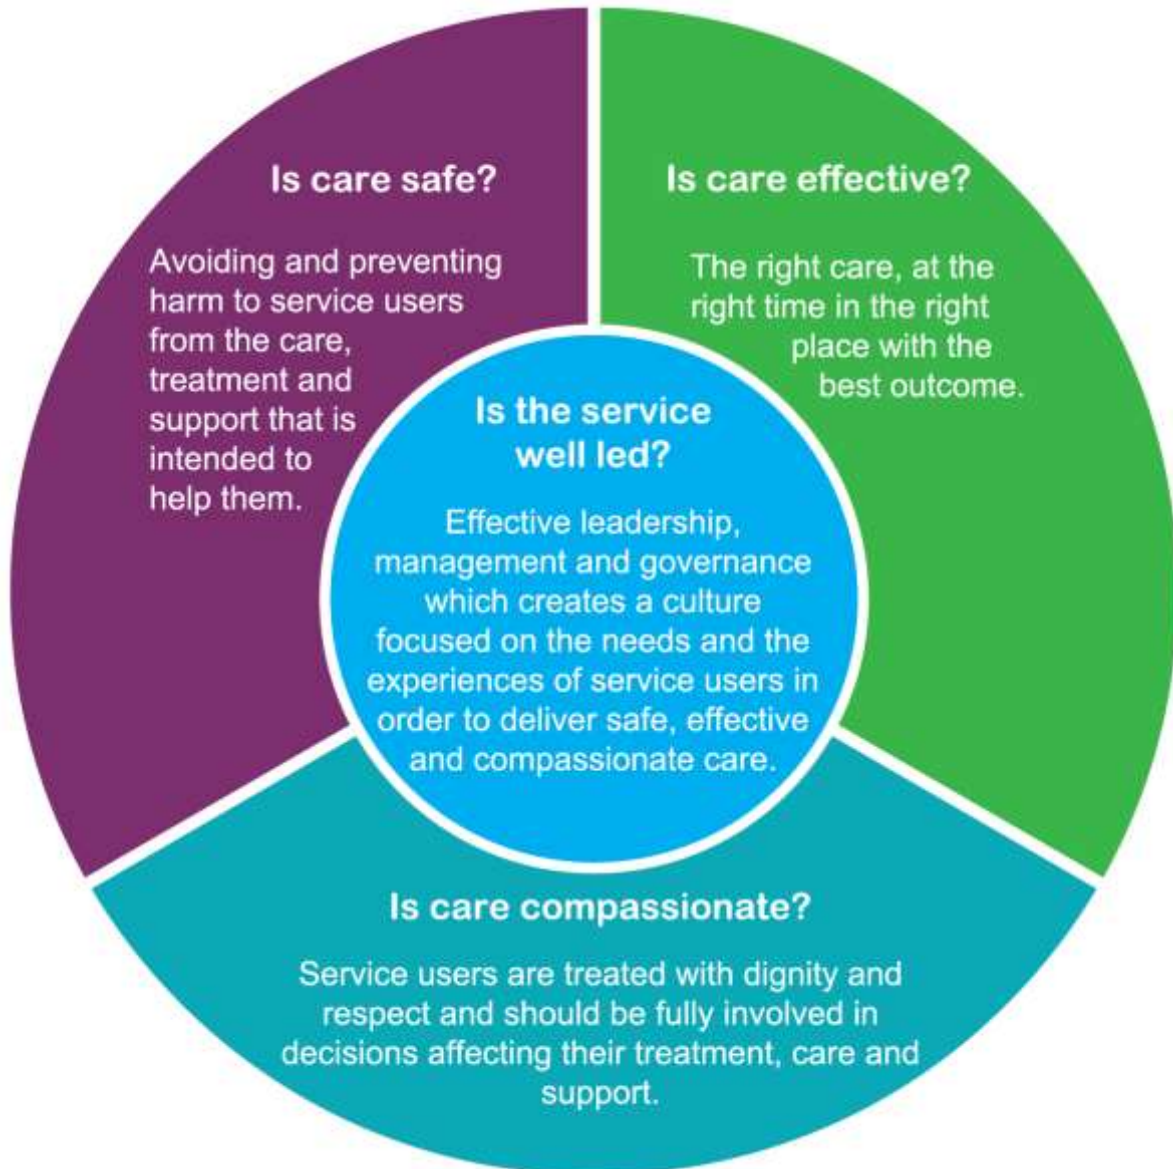 Is care safe?
Avoiding and preventing
harm to service users
from the care,
treatment and
support that is
intended to
help them.
Is care effective?
The right care, at the
right time in the right
place with the
best outcome.
Is the service
well led?
Effective leadership,
management and governance
which creates a culture
focused on the needs and the
experiences of service users in
order to deliver safe, effective
and compassionate care.
Is care compassionate?
Service users are treated with dignity and
respect and should be fully involved in
decisions affecting their treatment, care and
support.